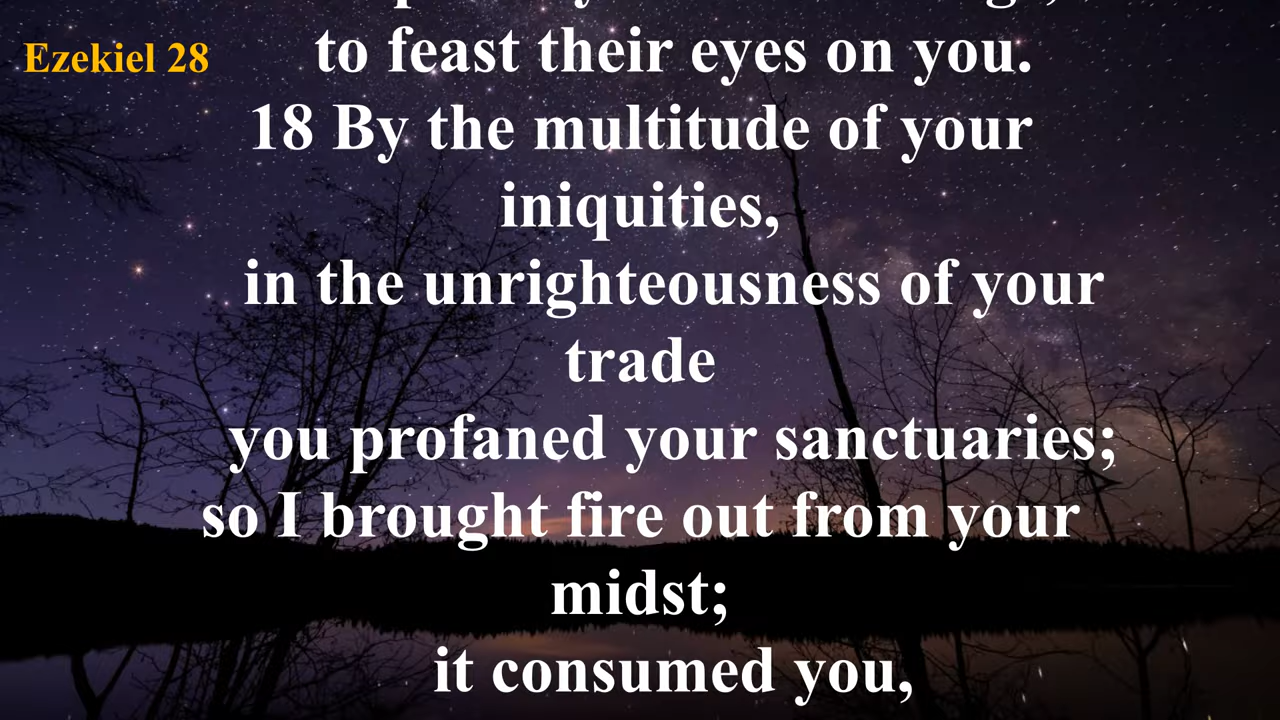 Ezekiel 28
to feast their eyes on you.
18 By the multitude of your
iniquities,
in the unrighteousness of your
trade
you profaned your sanctuaries;
so I brought fire out from your
midst;
it consumed you,